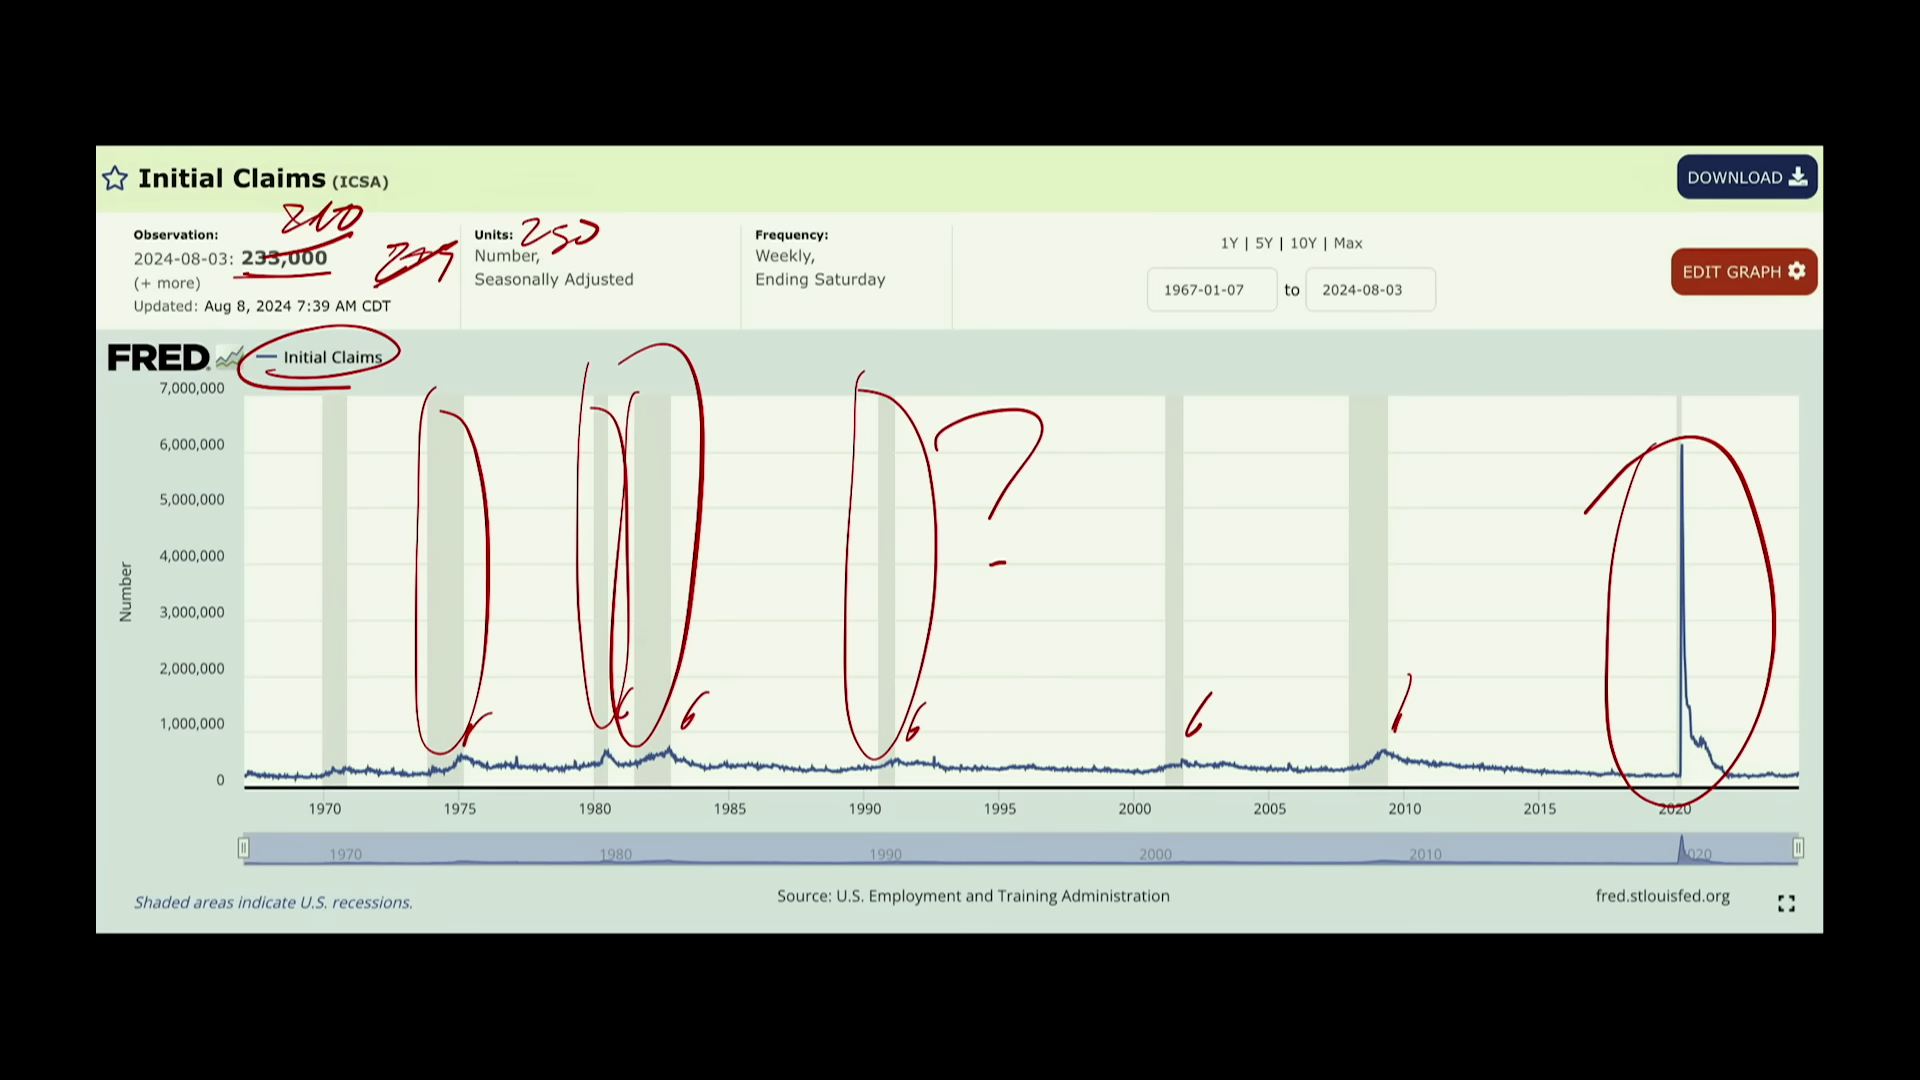 Initial Claims (ICSA)
DOWNLOAD
Observation:
2024-08-03: 233,000
(+ more)
Updated: Aug 8, 2024 7:39 AM CDT
Units: 250
Number,
Seasonally Adjusted
Frequency:
Weekly,
Ending Saturday
1Y | 5Y | 10Y | Max
1967-01-07 to 2024-08-03
EDIT GRAPH
FRED
Initial Claims
7,000,000
6,000,000
5,000,000
4,000,000
3,000,000
2,000,000
1,000,000
0
Number
?
1970 1975 1980 1985 1990 1995 2000 2005 2010 2015 2020
1970 1980 1990 2000 2010 2020
Shaded areas indicate U.S. recessions.
Source: U.S. Employment and Training Administration
fred.stlouisfed.org